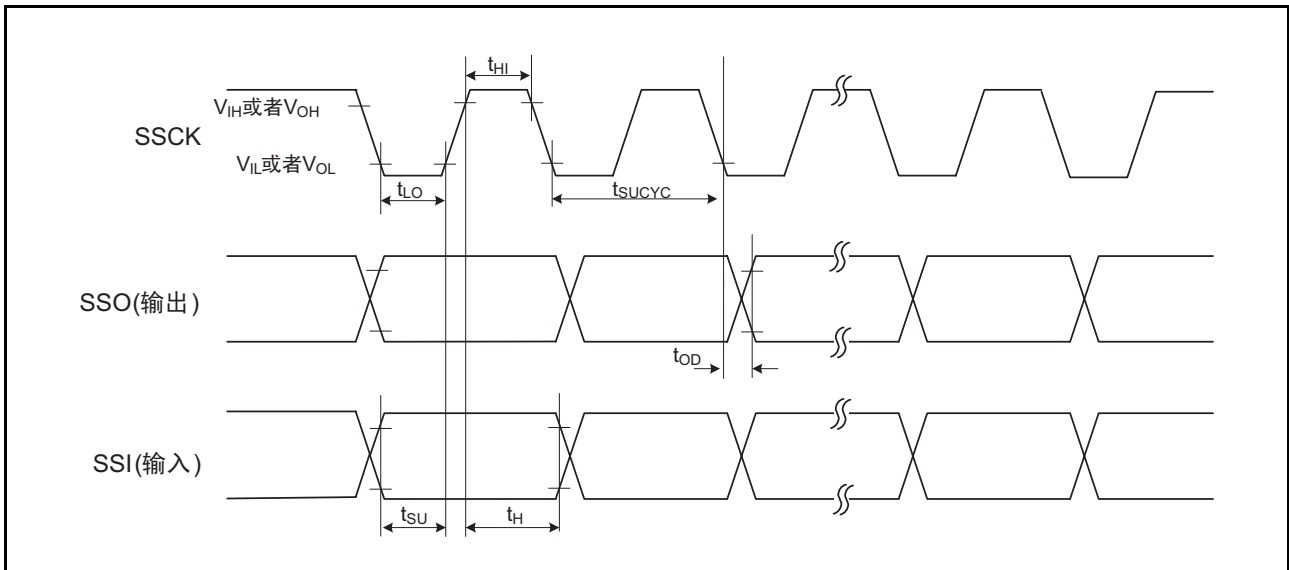 tHI
VIH或者VOH
SSCK
VIL或者VOL
tLO
tSUCYC
SSO(输出)
tOD
SSI(输入)
tSU
tH